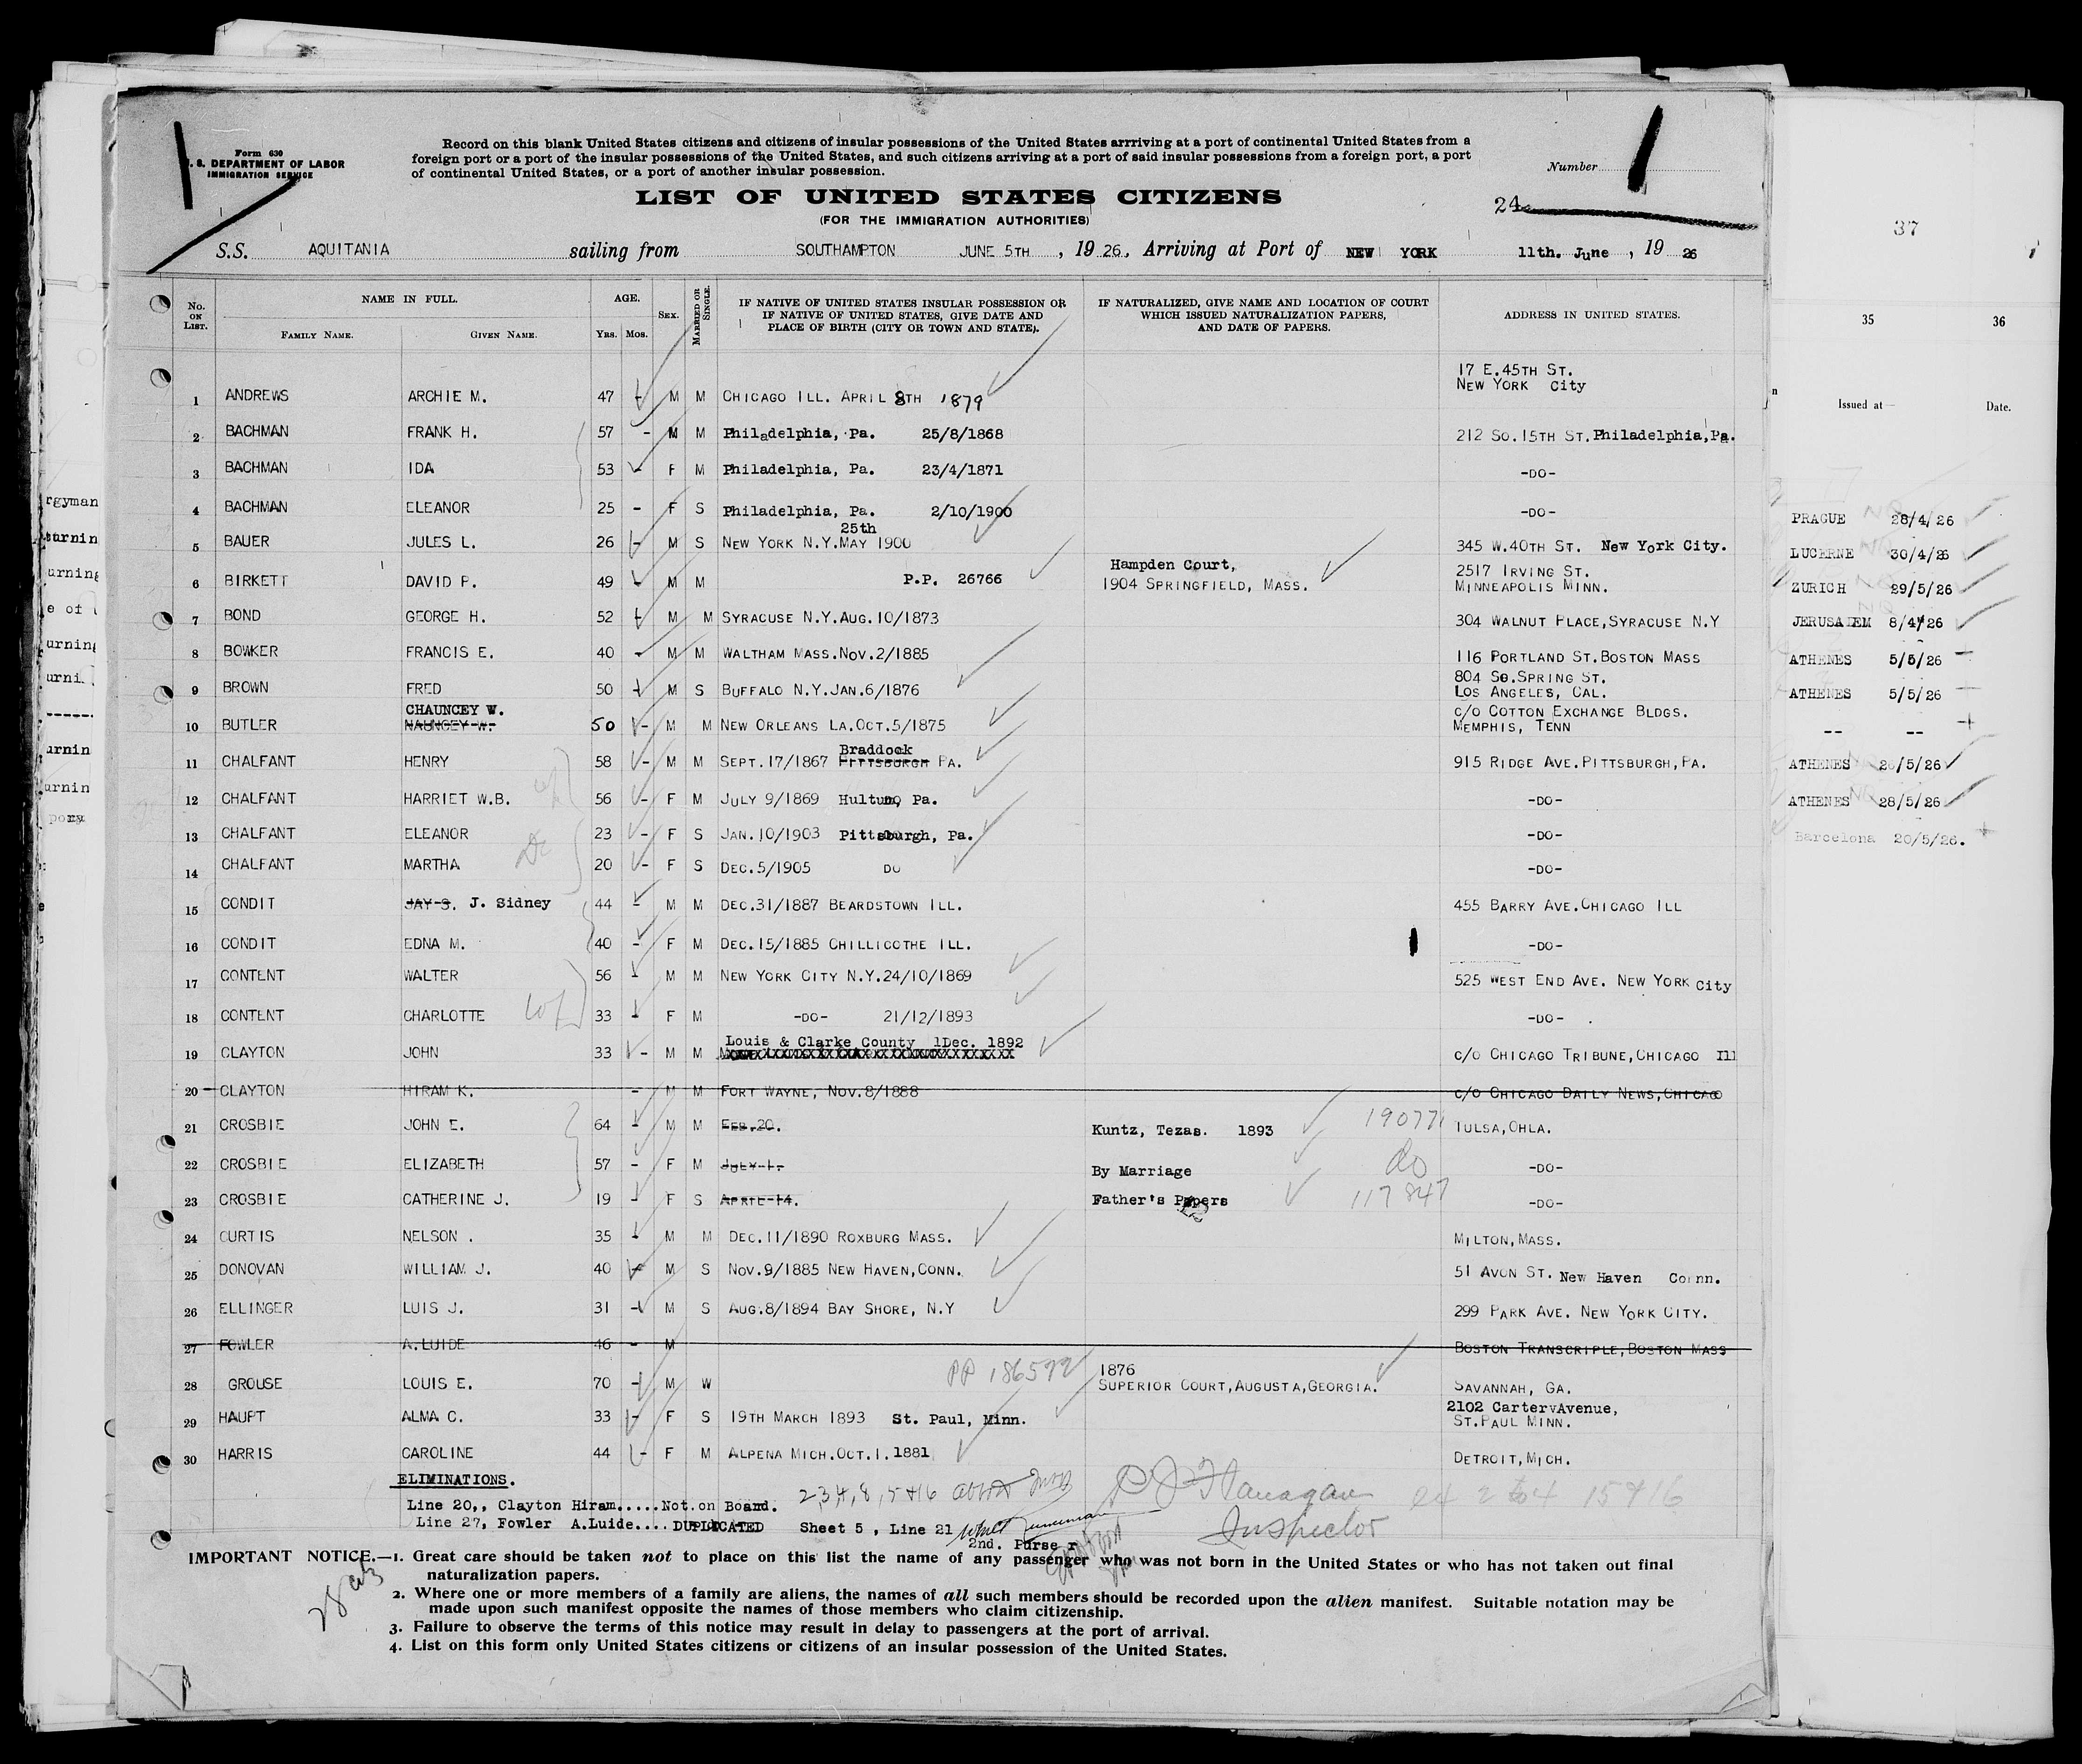 Form 630
U. S. DEPARTMENT OF LABOR
IMMIGRATION SERVICE
Record on this blank United States citizens and citizens of insular possessions of the United States arrriving at a port of continental United States from a
foreign port or a port of the insular possessions of the United States, and such citizens arriving at a port of said insular possessions from a foreign port, a port
of continental United States, or a port of another insular possession.
Number 1
LIST OF UNITED STATES CITIZENS
(FOR THE IMMIGRATION AUTHORITIES)
24
S.S. AQUITANIA sailing from SOUTHAMPTON JUNE 5TH, 1926, Arriving at Port of NEW YORK 11th. June, 1926
No. ON LIST. NAME IN FULL. AGE. SEX. MARRIED OR SINGLE. IF NATIVE OF UNITED STATES INSULAR POSSESSION OR IF NATIVE OF UNITED STATES, GIVE DATE AND PLACE OF BIRTH (CITY OR TOWN AND STATE). IF NATURALIZED, GIVE NAME AND LOCATION OF COURT WHICH ISSUED NATURALIZATION PAPERS, AND DATE OF PAPERS. ADDRESS IN UNITED STATES.
FAMILY NAME. GIVEN NAME. YRS. MOS.
17 E.45TH ST.
NEW YORK City
1 ANDREWS ARCHIE M. 47 - M M CHICAGO ILL. APRIL 8TH 1879
2 BACHMAN FRANK H. 57 - M M Philadelphia, Pa. 25/8/1868 212 SO.15TH ST.Philadelphia,Pa.
3 BACHMAN IDA 53 - F M Philadelphia, Pa. 23/4/1871 -DO-
4 BACHMAN ELEANOR 25 - F S Philadelphia, Pa. 2/10/1900 -DO-
25th
5 BAUER JULES L. 26 - M S NEW YORK N.Y.MAY 1900 345 W.40TH ST. New York City.
Hampden Court, 2517 IRVING ST.
6 BIRKETT DAVID P. 49 - M M P.P. 26766 1904 SPRINGFIELD, MASS. MINNEAPOLIS MINN.
7 BOND GEORGE H. 52 - M M SYRACUSE N.Y.AUG.10/1873 304 WALNUT PLACE,SYRACUSE N.Y
8 BOWKER FRANCIS E. 40 - M M WALTHAM MASS.NOV.2/1885 116 PORTLAND ST.BOSTON MASS
804 SO.SPRING ST.
9 BROWN FRED 50 - M S BUFFALO N.Y.JAN.6/1876 LOS ANGELES, CAL.
CHAUNCEY W. C/O COTTON EXCHANGE BLDGS.
10 BUTLER NAUNCEY W. 50 - M M NEW ORLEANS LA.OCT.5/1875 MEMPHIS, TENN
Braddock
11 CHALFANT HENRY 58 - M M SEPT.17/1867 PITTSBURGH PA. 915 RIDGE AVE.PITTSBURGH,PA.
12 CHALFANT HARRIET W.B. 56 - F M JULY 9/1869 Hulton, Pa. -DO-
13 CHALFANT ELEANOR 23 - F S JAN.10/1903 Pittsburgh, Pa. -DO-
14 CHALFANT MARTHA 20 - F S DEC.5/1905 DO -DO-
15 CONDIT JAY S. J. Sidney 44 - M M DEC.31/1887 BEARDSTOWN ILL. 455 BARRY AVE.CHICAGO ILL
16 CONDIT EDNA M. 40 - F M DEC.15/1885 CHILLICOTHE ILL. -DO-
17 CONTENT WALTER 56 - M M NEW YORK CITY N.Y.24/10/1869 525 WEST END AVE. NEW YORK City
18 CONTENT CHARLOTTE 33 - F M -DO- 21/12/1893 -DO-
Louis & Clarke County 1Dec. 1892
19 CLAYTON JOHN 33 - M M C/O CHICAGO TRIBUNE,CHICAGO Ill
20 CLAYTON HIRAM K. - M M FORT WAYNE, NOV.8/1888 C/O CHICAGO DAILY NEWS,CHICAGO
21 CROSBIE JOHN E. 64 - M M FEB.20. Kuntz, Tezas. 1893 190771 TULSA,OHLA.
22 CROSBIE ELIZABETH 57 - F M JULY 1. By Marriage do -DO-
23 CROSBIE CATHERINE J. 19 - F S APRIL 14. Father's Papers 117847 -DO-
24 CURTIS NELSON . 35 - M M DEC.11/1890 ROXBURG MASS. MILTON,MASS.
25 DONOVAN WILLIAM J. 40 - M S NOV.9/1885 NEW HAVEN,CONN. 51 AVON ST. New Haven Conn.
26 ELLINGER LUIS J. 31 - M S AUG.8/1894 BAY SHORE, N.Y 299 PARK AVE. NEW YORK CITY.
27 FOWLER A.LUIDE 46 - M BOSTON TRANSCRIPLE,BOSTON MASS
PP 186572 1876
28 GROUSE LOUIS E. 70 - M W SUPERIOR COURT,AUGUSTA,GEORGIA. SAVANNAH, GA.
2102 CartervAvenue,
29 HAUPT ALMA C. 33 - F S 19TH MARCH 1893 St. Paul, Minn. ST.PAUL MINN.
30 HARRIS CAROLINE 44 - F M ALPENA MICH.OCT.1.1881 DETROIT,MICH.
ELIMINATIONS.
Line 20,, Clayton Hiram.....Not.on Board.
Line 27, Fowler A.Luide.... DUPLICATED Sheet 5 , Line 21
2nd. Purser
Inspector
IMPORTANT NOTICE.—1. Great care should be taken not to place on this list the name of any passenger who was not born in the United States or who has not taken out final
naturalization papers.
2. Where one or more members of a family are aliens, the names of all such members should be recorded upon the alien manifest. Suitable notation may be
made upon such manifest opposite the names of those members who claim citizenship.
3. Failure to observe the terms of this notice may result in delay to passengers at the port of arrival.
4. List on this form only United States citizens or citizens of an insular possession of the United States.
37
35 36
Issued at— Date.
PRAGUE 28/4/26
LUCERNE 30/4/26
ZURICH 29/5/26
JERUSALEM 8/4/26
ATHENES 5/5/26
ATHENES 5/5/26
-- --
ATHENES 26/5/26
ATHENES 28/5/26
Barcelona 20/5/26.